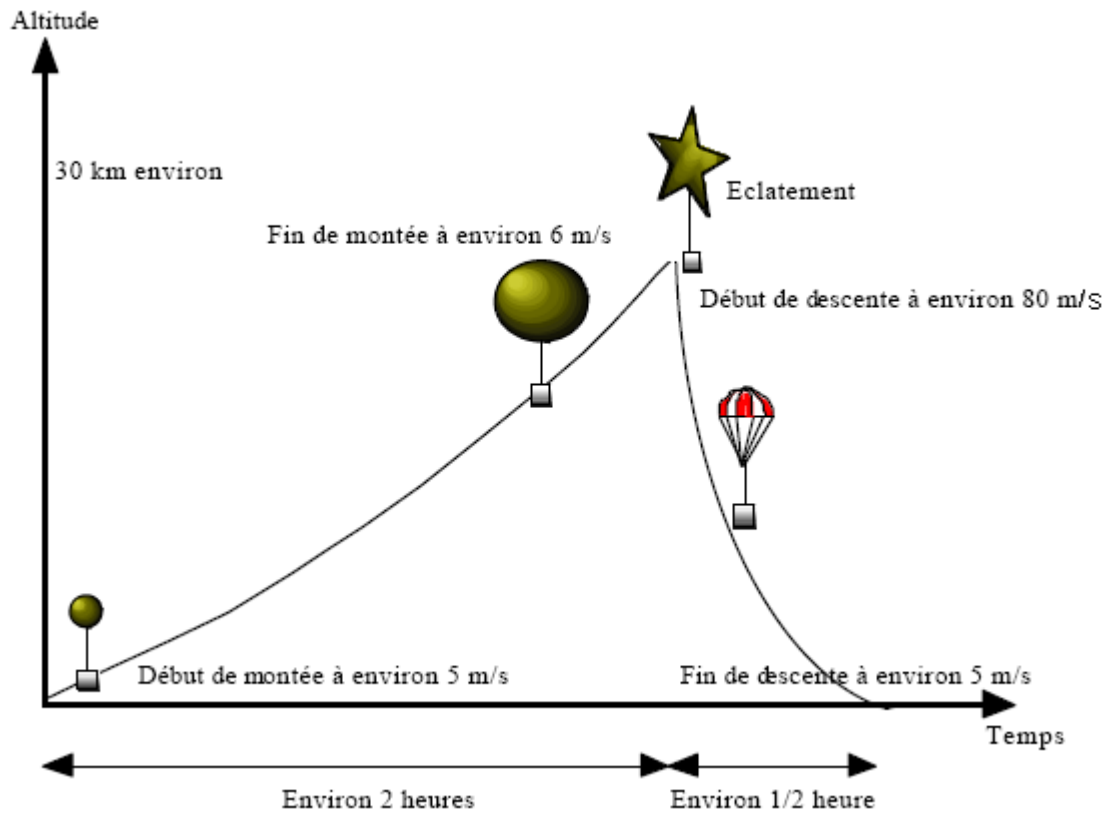 Altitude
30 km environ
Eclatement
Fin de montée à environ 6 m/s
Début de descente à environ 80 m/s
Début de montée à environ 5 m/s
Fin de descente à environ 5 m/s
Temps
Environ 2 heures
Environ 1/2 heure